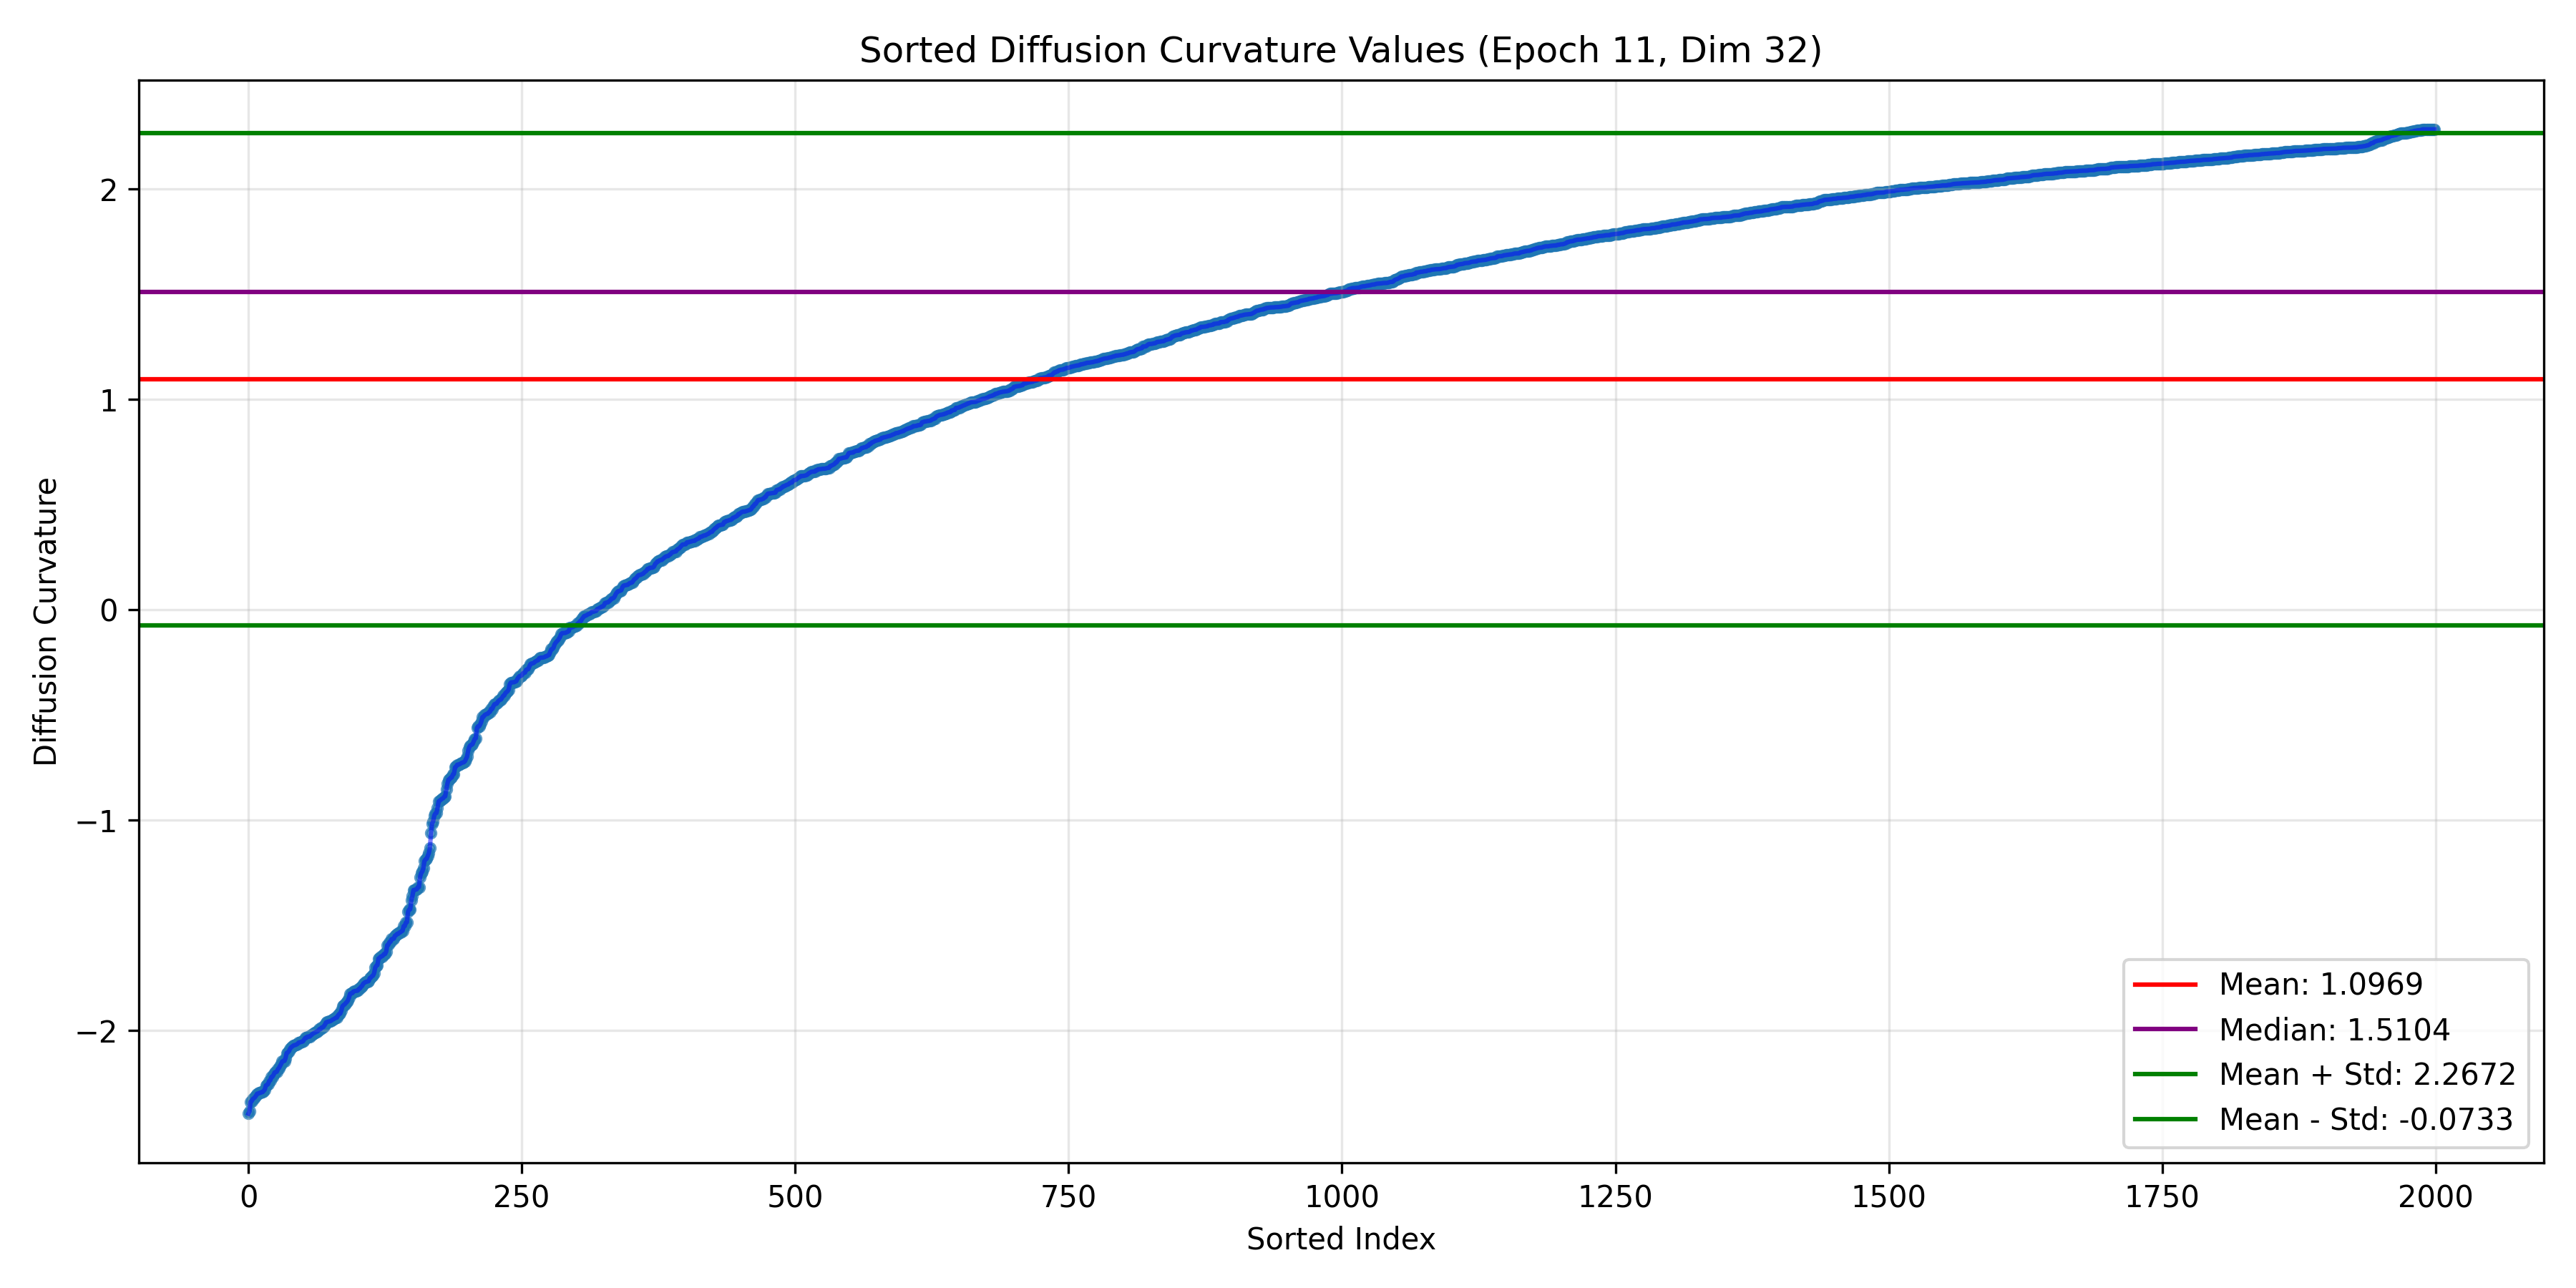 Sorted Diffusion Curvature Values (Epoch 11, Dim 32)
Diffusion Curvature
2
1
0
−1
−2
Mean: 1.0969
Median: 1.5104
Mean + Std: 2.2672
Mean - Std: -0.0733
0 250 500 750 1000 1250 1500 1750 2000
Sorted Index